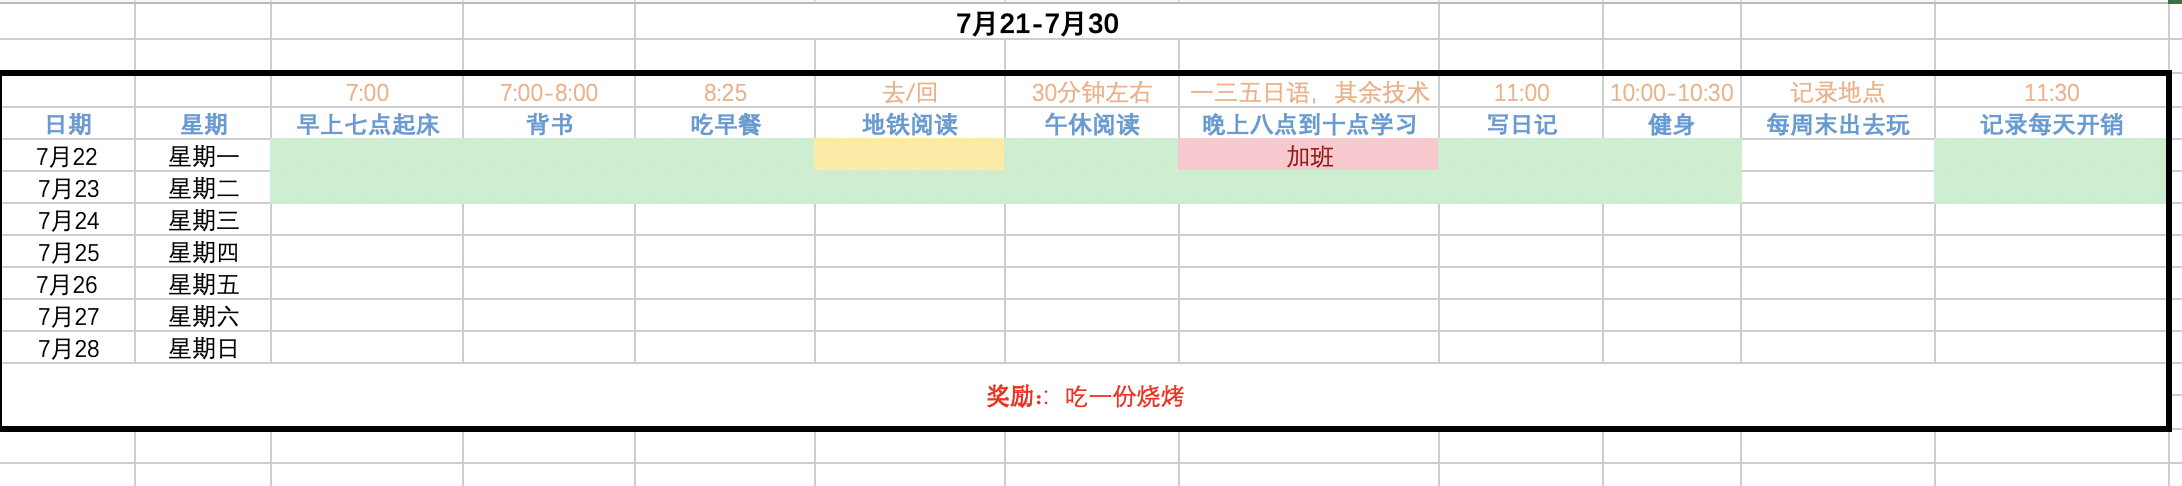 7月21-7月30
7:00 7:00-8:00 8:25 去/回 30分钟左右 一三五日语，其余技术 11:00 10:00-10:30 记录地点 11:30
日期 星期 早上七点起床 背书 吃早餐 地铁阅读 午休阅读 晚上八点到十点学习 写日记 健身 每周末出去玩 记录每天开销
7月22 星期一 加班
7月23 星期二
7月24 星期三
7月25 星期四
7月26 星期五
7月27 星期六
7月28 星期日
奖励：： 吃一份烧烤